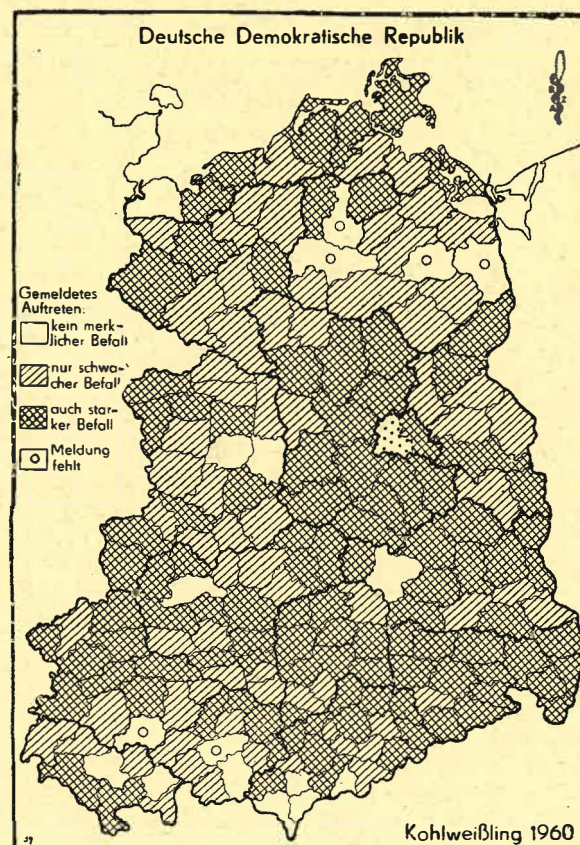 Deutsche Demokratische Republik
Gemeldetes
Auftreten:
kein merk-
licher Befall
nur schwa-
cher Befall
auch star-
ker Befall
Meldung
fehlt
Kohlweißling 1960